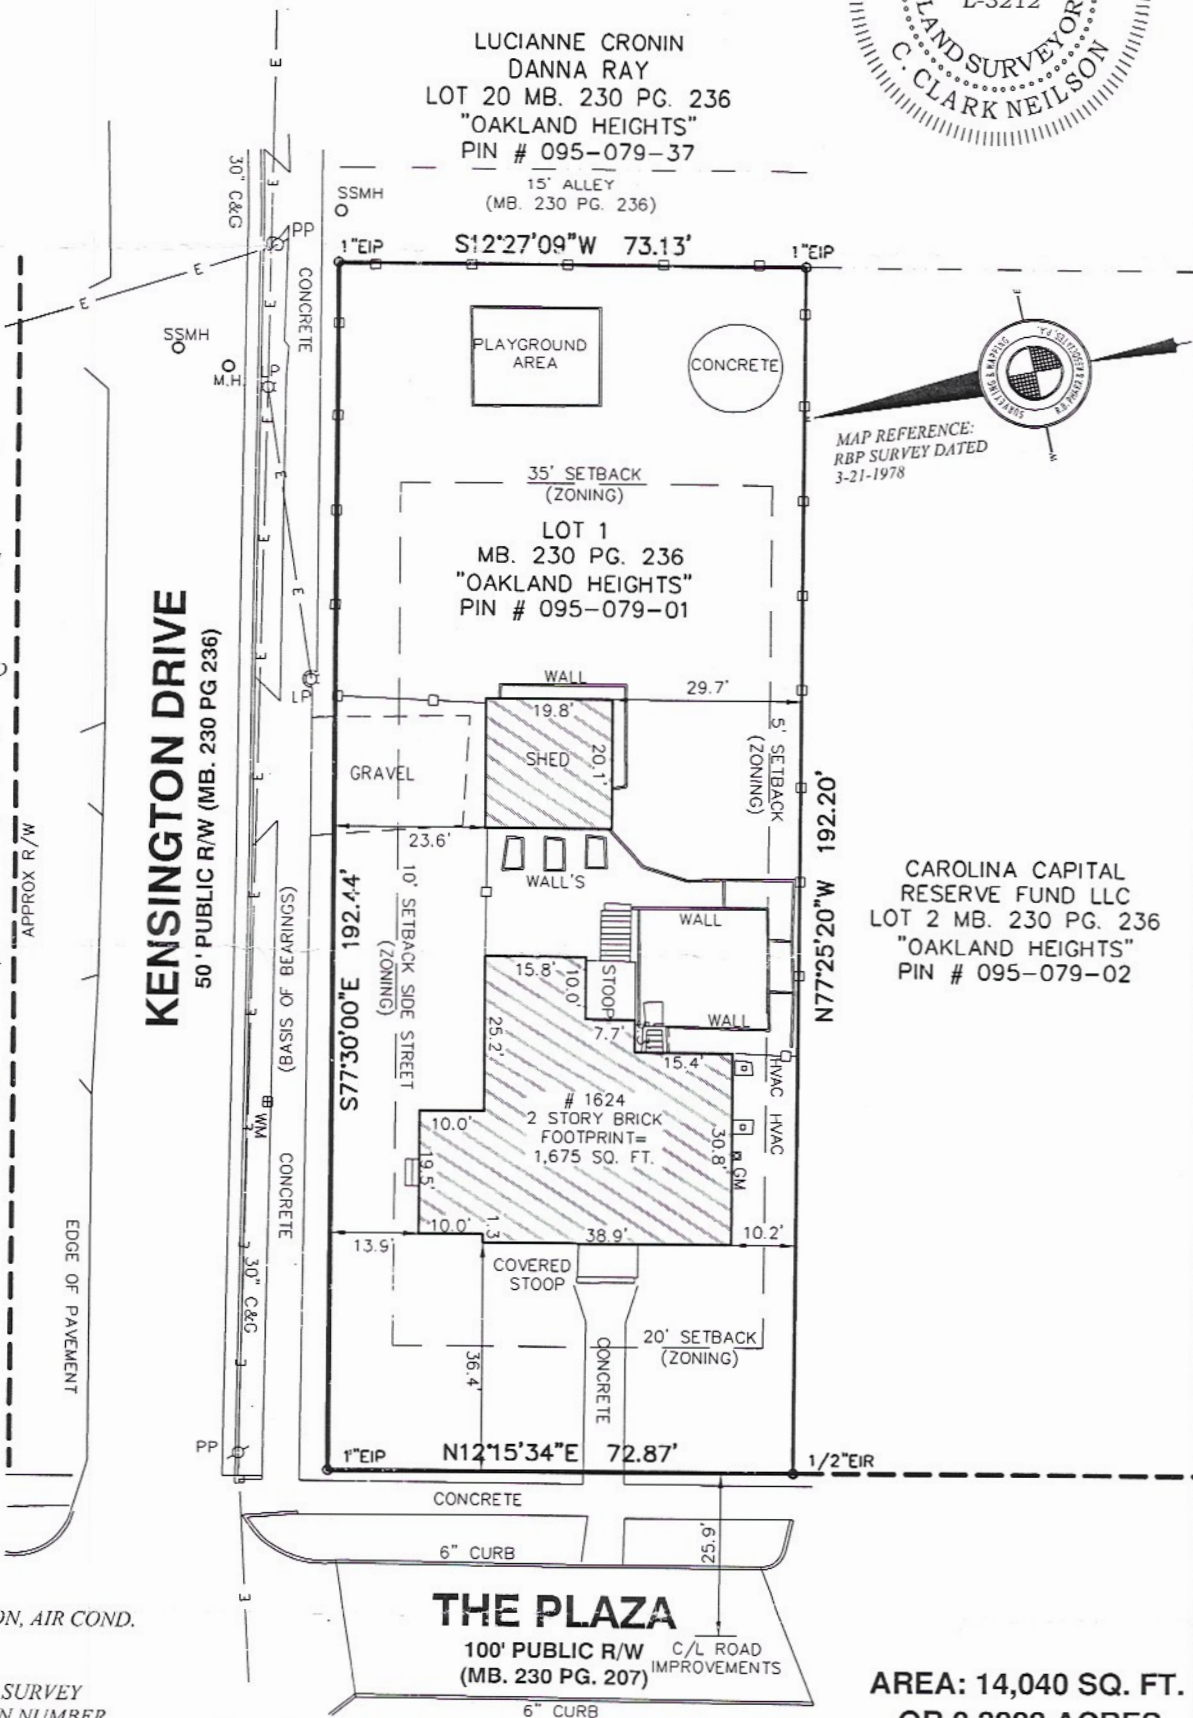 L-3212
LAND SURVEYOR
C. CLARK NEILSON
LUCIANNE CRONIN
DANNA RAY
LOT 20 MB. 230 PG. 236
"OAKLAND HEIGHTS"
PIN # 095-079-37
15' ALLEY
(MB. 230 PG. 236)
30" C&G
SSMH
PP
1"EIP
S12°27'09"W 73.13'
1"EIP
CONCRETE
SSMH
M.H.
LP
PLAYGROUND
AREA
CONCRETE
SURVEYING & MAPPING
R.B. PHARR & ASSOCIATES, P.A.
MAP REFERENCE:
RBP SURVEY DATED
3-21-1978
35' SETBACK
(ZONING)
LOT 1
MB. 230 PG. 236
"OAKLAND HEIGHTS"
PIN # 095-079-01
KENSINGTON DRIVE
50 ' PUBLIC R/W (MB. 230 PG 236)
APPROX R/W
LP
WALL
29.7'
19.8'
SHED
20.1'
GRAVEL
5' SETBACK
(ZONING)
23.6'
WALL'S
N77°25'20"W 192.20'
S77°30'00"E 192.44'
(BASIS OF BEARINGS)
10' SETBACK SIDE STREET
(ZONING)
CAROLINA CAPITAL
RESERVE FUND LLC
LOT 2 MB. 230 PG. 236
"OAKLAND HEIGHTS"
PIN # 095-079-02
WALL
15.8'
10.0'
STOOP
WALL
7.7'
25.2'
15.4'
HVAC
HVAC
# 1624
2 STORY BRICK
FOOTPRINT=
1,675 SQ. FT.
30.8'
GM
WM
10.0'
19.5'
10.0'
1.3
38.9'
10.2'
13.9'
CONCRETE
30" C&G
EDGE OF PAVEMENT
COVERED
STOOP
20' SETBACK
(ZONING)
36.4'
CONCRETE
PP
1"EIP
N12°15'34"E 72.87'
1/2"EIR
CONCRETE
25.9'
6" CURB
THE PLAZA
100' PUBLIC R/W
(MB. 230 PG. 207)
C/L ROAD
IMPROVEMENTS
6" CURB
ON, AIR COND.
SURVEY
N NUMBER
AREA: 14,040 SQ. FT.